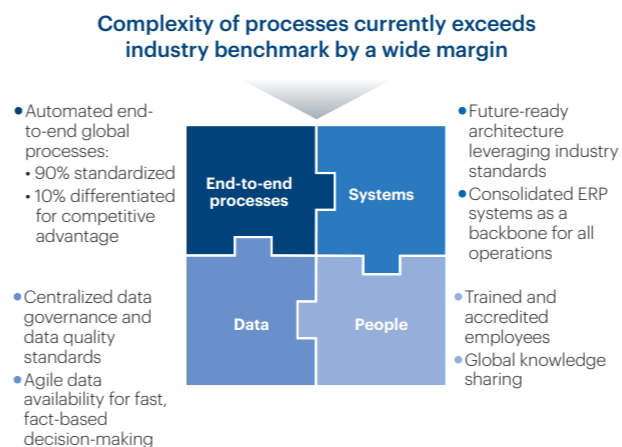 Complexity of processes currently exceeds
industry benchmark by a wide margin
• Automated end-
to-end global
processes:
• 90% standardized
• 10% differentiated
for competitive
advantage
End-to-end
processes
Systems
• Future-ready
architecture
leveraging industry
standards
• Consolidated ERP
systems as a
backbone for all
operations
• Centralized data
governance and
data quality
standards
• Agile data
availability for fast,
fact-based
decision-making
Data
People
• Trained and
accredited
employees
• Global knowledge
sharing